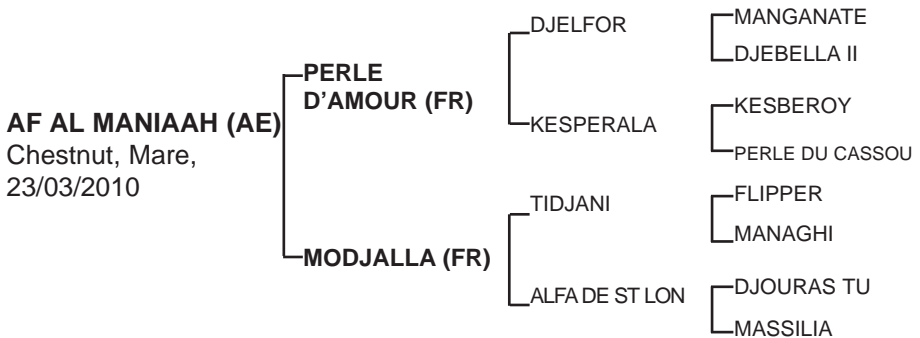 AF AL MANIAAH (AE)
Chestnut, Mare,
23/03/2010
PERLE
D'AMOUR (FR)
MODJALLA (FR)
DJELFOR
KESPERALA
TIDJANI
ALFA DE ST LON
MANGANATE
DJEBELLA II
KESBEROY
PERLE DU CASSOU
FLIPPER
MANAGHI
DJOURAS TU
MASSILIA